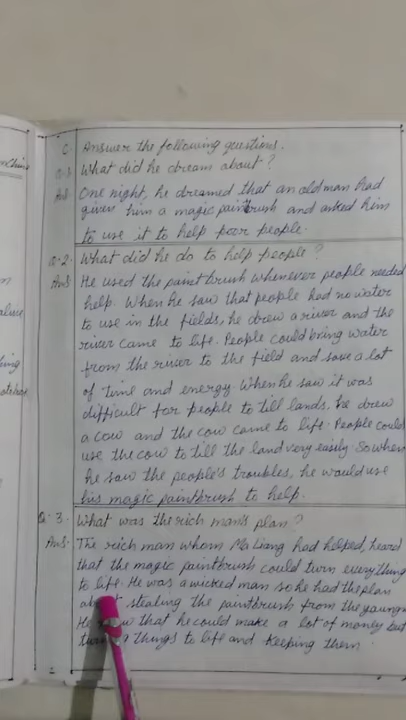 C. Answer the following questions.
Q-1 What did he dream about?
Ans One night, he dreamed that an old man had
given him a magic paintbrush and asked him
to use it to help poor people.
Q-2. What did he do to help people?
Ans He used the paintbrush whenever people needed
help. When he saw that people had no water
to use in the fields, he drew a river and the
river came to life. People could bring water
from the river to the field and save a lot
of time and energy. When he saw it was
difficult for people to till lands, he drew
a cow and the cow came to life. People could
use the cow to till the land very easily. So when
he saw the people's troubles, he would use
his magic paintbrush to help.
Q-3. What was the rich man's plan?
Ans- The rich man whom Ma Liang had helped, heard
that the magic paintbrush could turn everything
to life. He was a wicked man so he had the plan
stealing the paintbrush from the young
that he could make a lot of money but
things to life and keeping them.